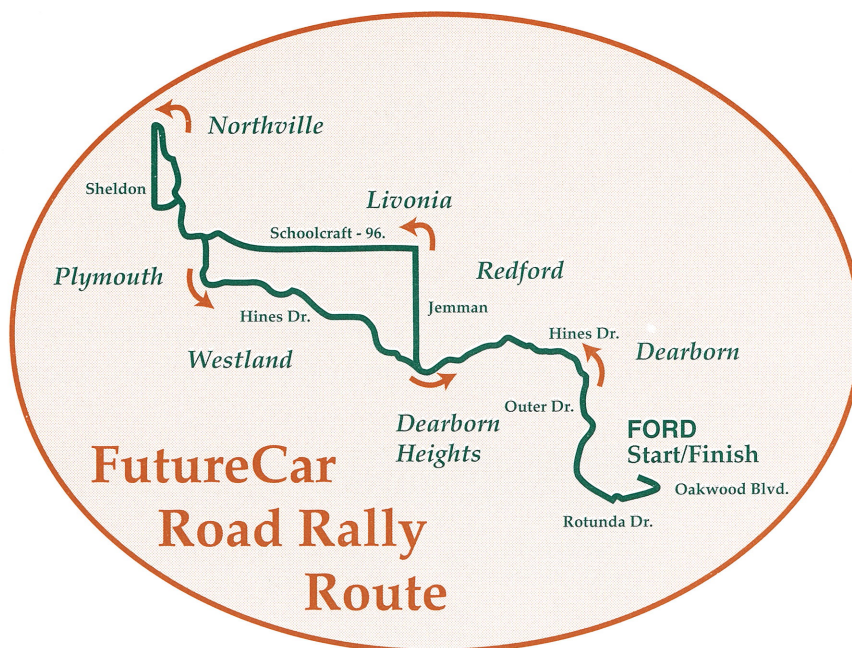 Northville
Sheldon
Livonia
Schoolcraft - 96.
Plymouth
Redford
Hines Dr.
Jemman
Westland
Hines Dr.
Dearborn
Outer Dr.
Dearborn
Heights
FORD
Start/Finish
Oakwood Blvd.
Rotunda Dr.
FutureCar
Road Rally
Route